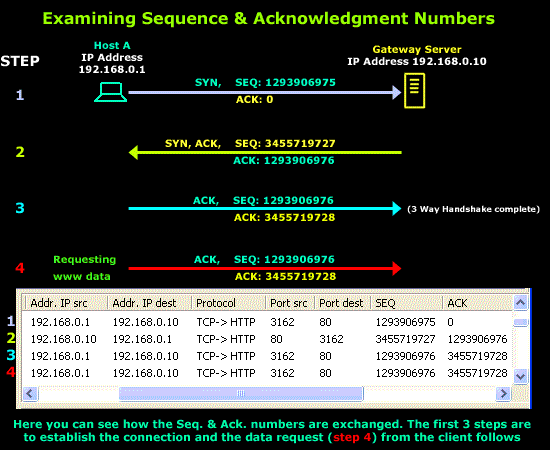 Examining Sequence & Acknowledgment Numbers
Host A
IP Address
192.168.0.1
Gateway Server
IP Address 192.168.0.10
STEP
1
SYN, SEQ: 1293906975
ACK: 0
2
SYN, ACK, SEQ: 3455719727
ACK: 1293906976
3
ACK, SEQ: 1293906976
ACK: 3455719728
(3 Way Handshake complete)
4
Requesting
www data
ACK, SEQ: 1293906976
ACK: 3455719728
Addr. IP src Addr. IP dest Protocol Port src Port dest SEQ ACK
1 192.168.0.1 192.168.0.10 TCP-> HTTP 3162 80 1293906975 0
2 192.168.0.10 192.168.0.1 TCP-> HTTP 80 3162 3455719727 1293906976
3 192.168.0.1 192.168.0.10 TCP-> HTTP 3162 80 1293906976 3455719728
4 192.168.0.1 192.168.0.10 TCP-> HTTP 3162 80 1293906976 3455719728
Here you can see how the Seq. & Ack. numbers are exchanged. The first 3 steps are
to establish the connection and the data request (step 4) from the client follows